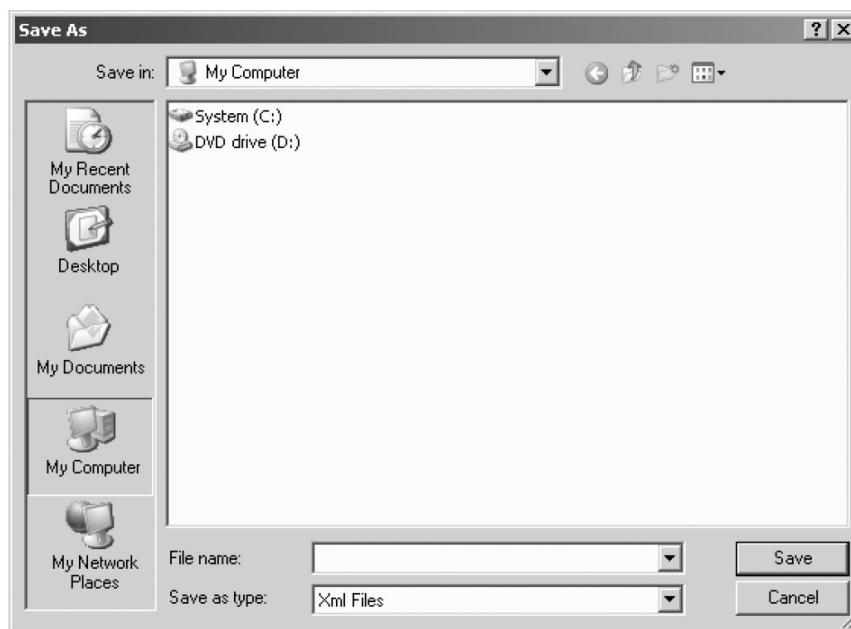 Save As
Save in:
My Computer
System (C:)
DVD drive (D:)
My Recent
Documents
Desktop
My Documents
My Computer
My Network
Places
File name:
Save
Save as type:
Xml Files
Cancel